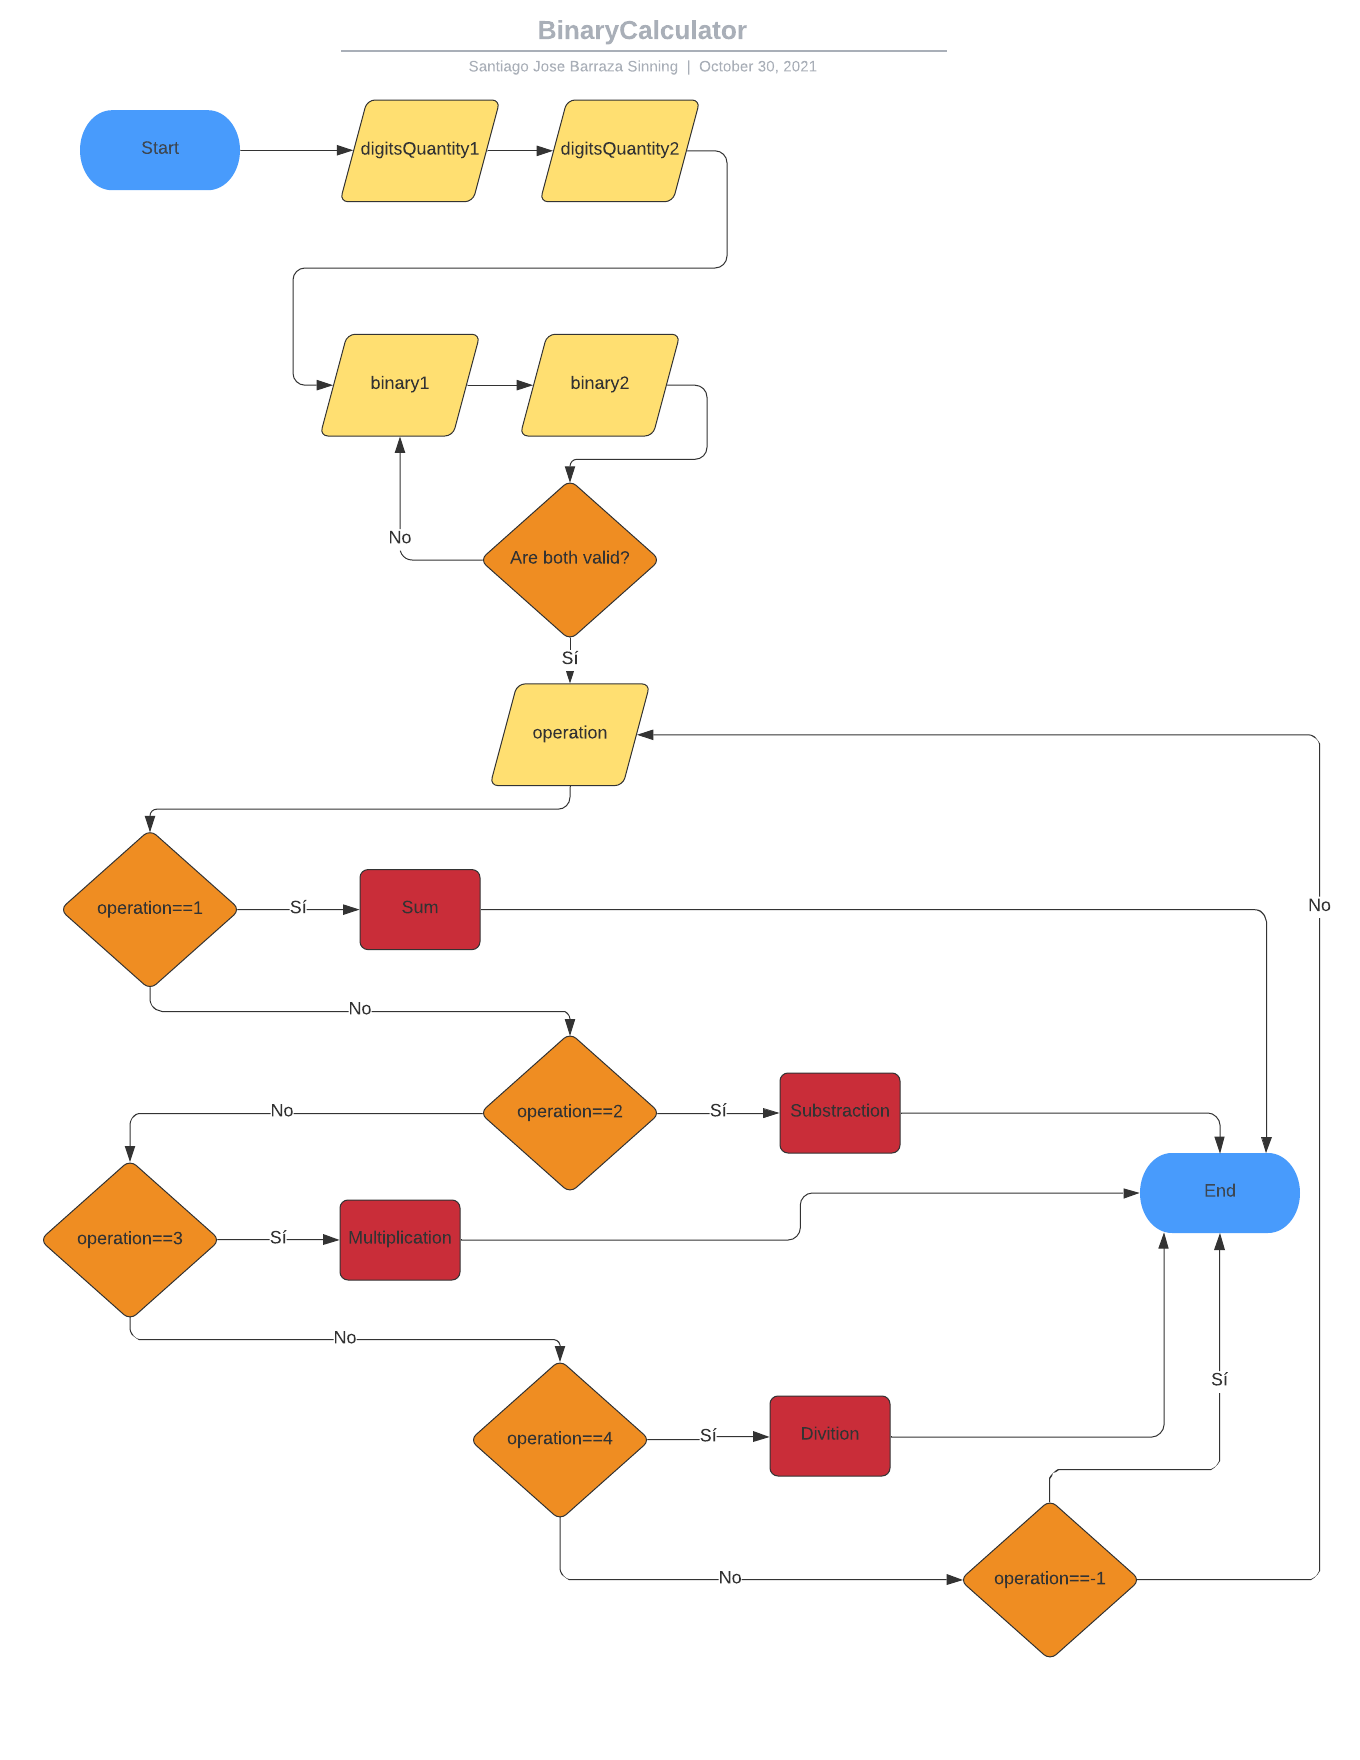 BinaryCalculator
Santiago Jose Barraza Sinning | October 30, 2021
Start
digitsQuantity1
digitsQuantity2
binary1
binary2
No
Are both valid?
Sí
operation
operation==1
Sí
Sum
No
No
operation==2
Sí
Substraction
No
End
operation==3
Sí
Multiplication
No
Sí
operation==4
Sí
Divition
No
operation==-1